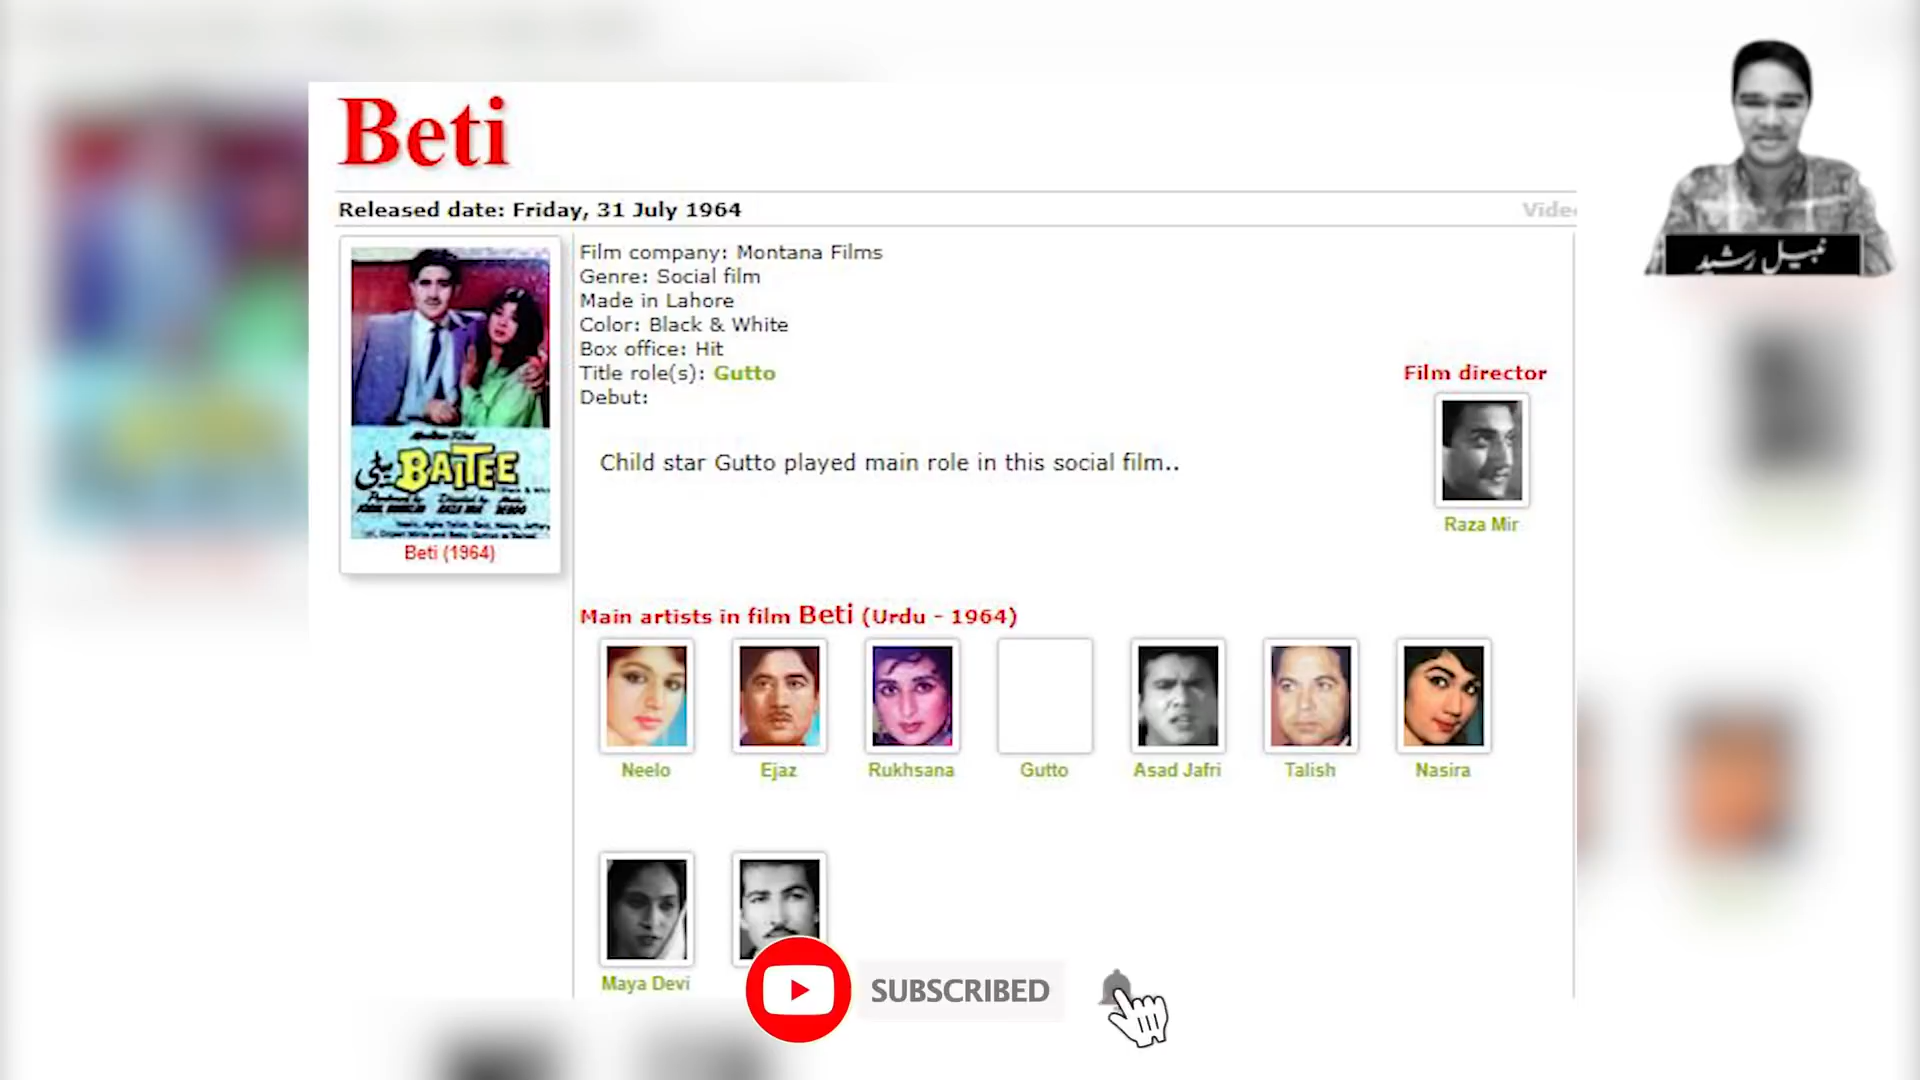 Beti
Released date: Friday, 31 July 1964
Film company: Montana Films
Genre: Social film
Made in Lahore
Color: Black & White
Box office: Hit
Title role(s): Gutto
Debut:
Child star Gutto played main role in this social film..
Film director
Raza Mir
نبیل رشید
بیٹی BAITEE
Beti (1964)
Main artists in film Beti (Urdu - 1964)
Neelo
Ejaz
Rukhsana
Gutto
Asad Jafri
Talish
Nasira
Maya Devi
SUBSCRIBED